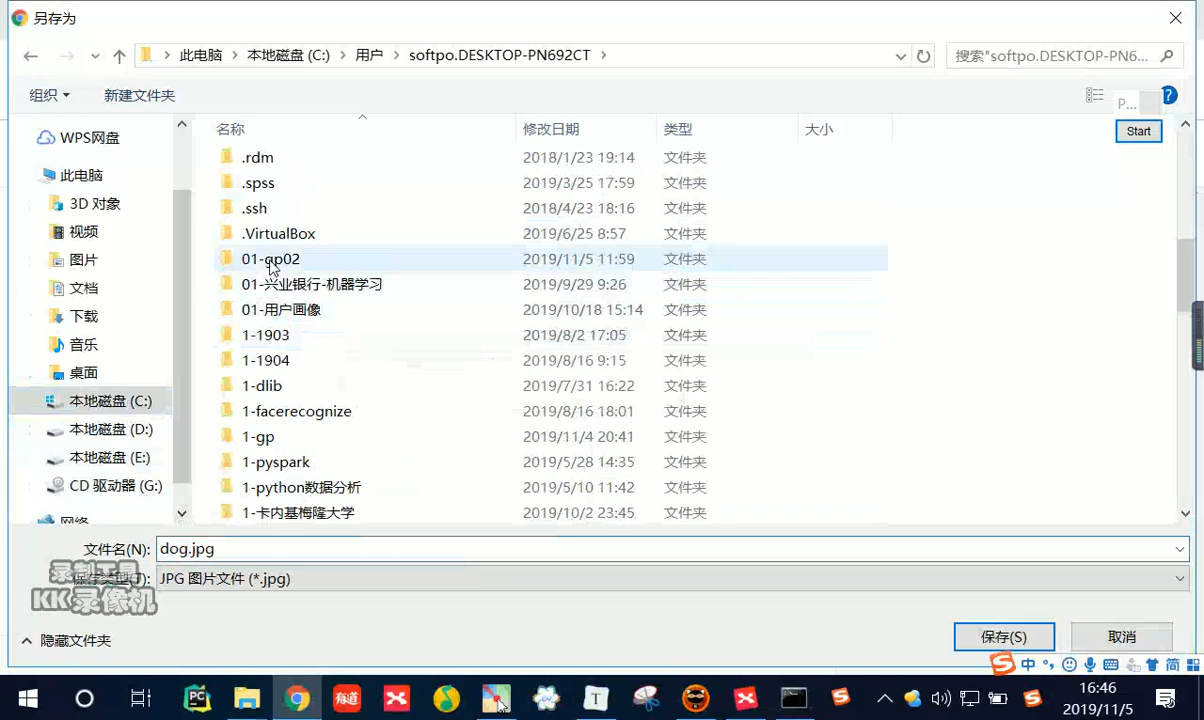 另存为
此电脑 本地磁盘 (C:) 用户 softpo.DESKTOP-PN692CT
搜索"softpo.DESKTOP-PN6...
组织 新建文件夹
P...
名称 修改日期 类型 大小
Start
WPS网盘
此电脑
3D 对象
视频
图片
文档
下载
音乐
桌面
本地磁盘 (C:)
本地磁盘 (D:)
本地磁盘 (E:)
CD 驱动器 (G:)
网络
.rdm 2018/1/23 19:14 文件夹
.spss 2019/3/25 17:59 文件夹
.ssh 2018/4/23 18:16 文件夹
.VirtualBox 2019/6/25 8:57 文件夹
01-gp02 2019/11/5 11:59 文件夹
01-兴业银行-机器学习 2019/9/29 9:26 文件夹
01-用户画像 2019/10/18 15:14 文件夹
1-1903 2019/8/2 17:05 文件夹
1-1904 2019/8/16 9:15 文件夹
1-dlib 2019/7/31 16:22 文件夹
1-facerecognize 2019/8/16 18:01 文件夹
1-gp 2019/11/4 20:41 文件夹
1-pyspark 2019/5/28 14:35 文件夹
1-python数据分析 2019/5/10 11:42 文件夹
1-卡内基梅隆大学 2019/10/2 23:45 文件夹
文件名(N): dog.jpg
保存类型(T): JPG 图片文件 (*.jpg)
录制工具
KK录像机
隐藏文件夹
保存(S) 取消
中 简
PC 有道 T
16:46
2019/11/5